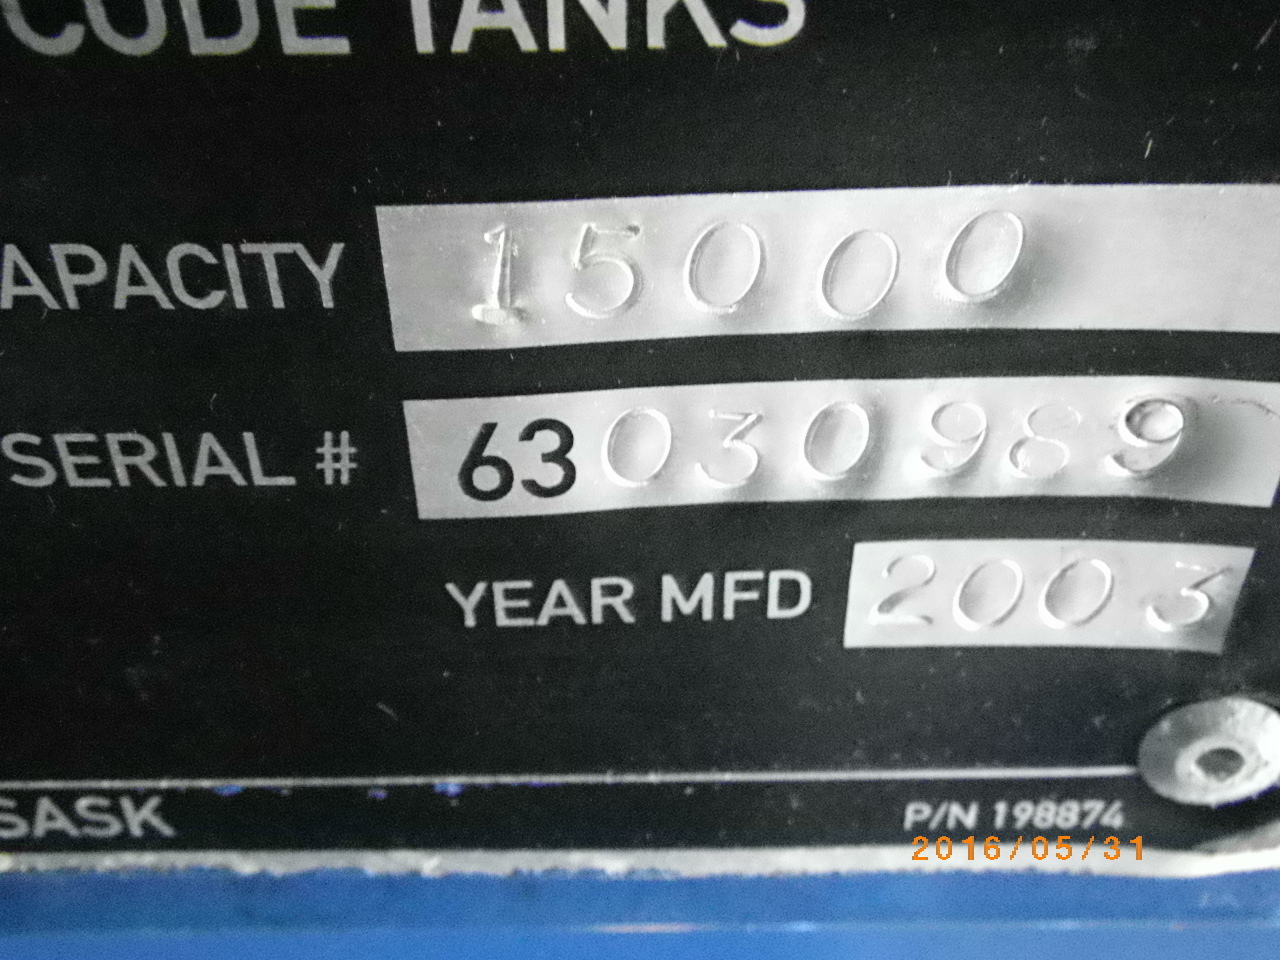 CODE TANKS
APACITY 15000
SERIAL # 63030989
YEAR MFD 2003
SASK
P/N 198874
2016/05/31